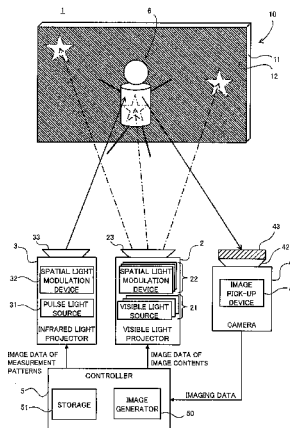 1
6
10
11
12
33
23
43
42
3
2
4
SPATIAL LIGHT
MODULATION
DEVICE
32
PULSE LIGHT
SOURCE
31
INFRARED LIGHT
PROJECTOR
SPATIAL LIGHT
MODULATION
DEVICE
22
VISIBLE LIGHT
SOURCE
21
VISIBLE LIGHT
PROJECTOR
IMAGE
PICK-UP
DEVICE
CAMERA
IMAGE DATA OF
MEASUREMENT
PATTERNS
IMAGE DATA OF
IMAGE CONTENTS
IMAGING DATA
5
CONTROLLER
STORAGE
51
IMAGE
GENERATOR
50